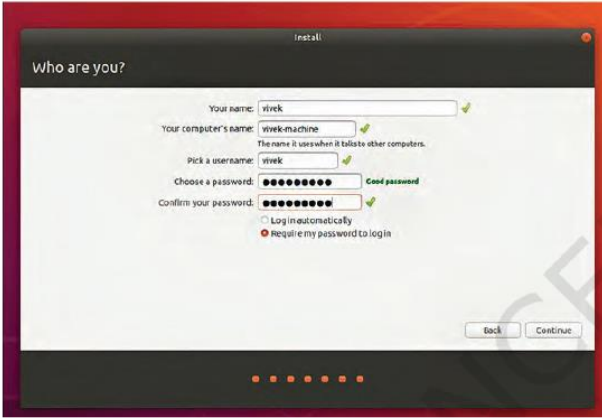 Install
Who are you?
Your name: vivek
Your computer's name: vivek-machine
The name it uses when it talks to other computers.
Pick a username: vivek
Choose a password: ●●●●●●●●● Good password
Confirm your password: ●●●●●●●●●
Log in automatically
Require my password to log in
Back Continue